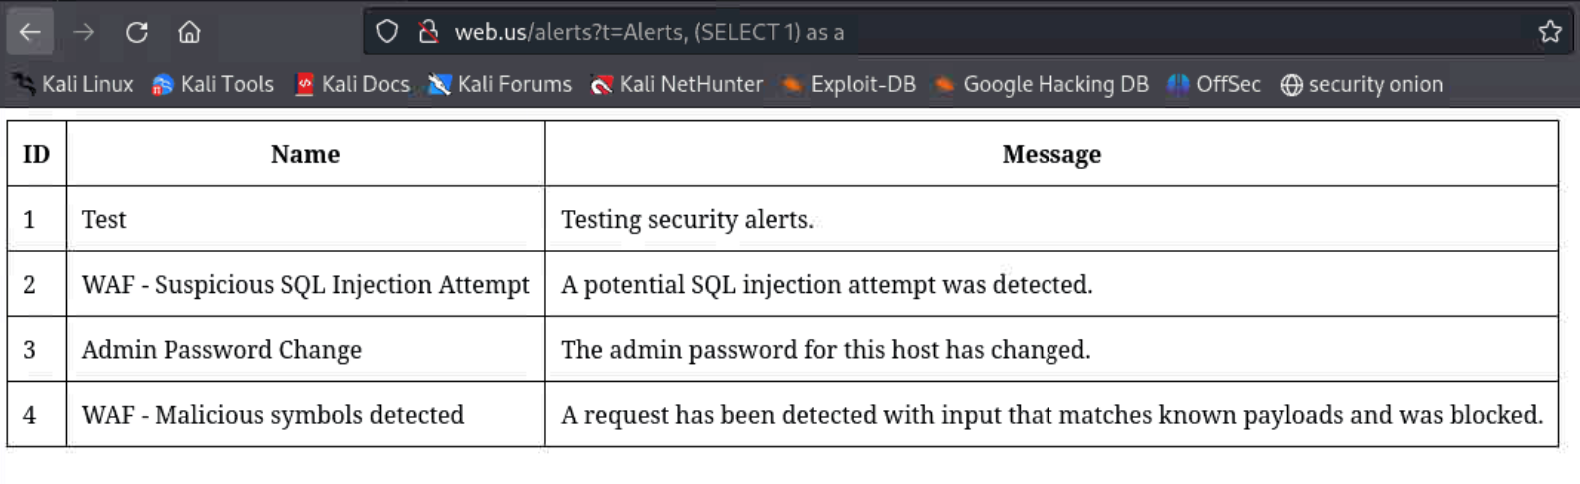 web.us/alerts?t=Alerts, (SELECT 1) as a
Kali Linux Kali Tools Kali Docs Kali Forums Kali NetHunter Exploit-DB Google Hacking DB OffSec security onion
ID Name Message
1 Test Testing security alerts.
2 WAF - Suspicious SQL Injection Attempt A potential SQL injection attempt was detected.
3 Admin Password Change The admin password for this host has changed.
4 WAF - Malicious symbols detected A request has been detected with input that matches known payloads and was blocked.